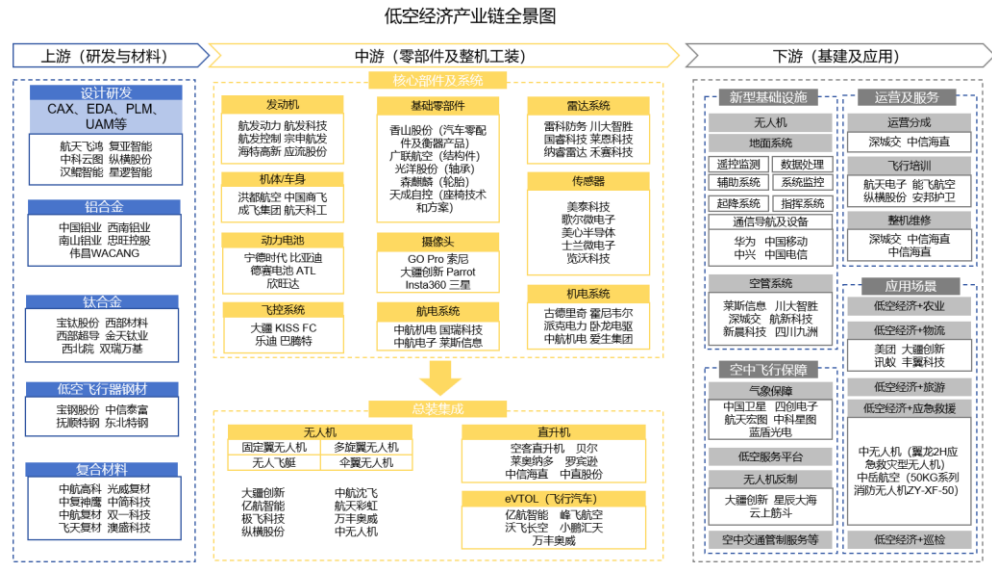 低空经济产业链全景图
上游（研发与材料）
设计研发
CAX、EDA、PLM、
UAM等
航天飞鸿 复亚智能
中科云图 纵横股份
汉鲲智能 星逻智能
铝合金
中国铝业 西南铝业
南山铝业 忠旺控股
伟昌WACANG
钛合金
宝钛股份 西部材料
西部超导 金天钛业
西北院 双瑞万基
低空飞行器钢材
宝钢股份 中信泰富
抚顺特钢 东北特钢
复合材料
中航高科 光威复材
中复神鹰 中简科技
中航复材 双一科技
飞天复材 澳盛科技
中游（零部件及整机工装）
核心部件及系统
发动机
航发动力 航发科技
航发控制 宗申航发
海特高新 应流股份
机体/车身
洪都航空 中国商飞
成飞集团 航天科工
动力电池
宁德时代 比亚迪
德赛电池 ATL
欣旺达
飞控系统
大疆 KISS FC
乐迪 巴腾特
基础零部件
香山股份（汽车零配
件及衡器产品）
广联航空（结构件）
光洋股份（轴承）
森麒麟（轮胎）
天成自控（座椅技术
和方案）
摄像头
GO Pro 索尼
大疆创新 Parrot
Insta360 三星
航电系统
中航机电 国瑞科技
中航电子 莱斯信息
雷达系统
雷科防务 川大智胜
国睿科技 莱恩科技
纳睿雷达 禾赛科技
传感器
美泰科技
歌尔微电子
美心半导体
士兰微电子
览沃科技
机电系统
古德里奇 霍尼韦尔
派克电力 卧龙电驱
中航机电 爱生集团
总装集成
无人机
固定翼无人机 多旋翼无人机
无人飞艇 伞翼无人机
大疆创新 中航沈飞
亿航智能 航天彩虹
极飞科技 万丰奥威
纵横股份 中无人机
直升机
空客直升机 贝尔
莱奥纳多 罗宾逊
中信海直 中直股份
eVTOL（飞行汽车）
亿航智能 峰飞航空
沃飞长空 小鹏汇天
万丰奥威
下游（基建及应用）
新型基础设施
无人机
地面系统
遥控监测 数据处理
辅助系统 系统监控
起降系统 指挥系统
通信导航及设备
华为 中国移动
中兴 中国电信
空管系统
莱斯信息 川大智胜
深城交 航新科技
新晨科技 四川九洲
空中飞行保障
气象保障
中国卫星 四创电子
航天宏图 中科星图
蓝盾光电
低空服务平台
无人机反制
大疆创新 星辰大海
云上筋斗
空中交通管制服务等
运营及服务
运营分成
深城交 中信海直
飞行培训
航天电子 能飞航空
纵横股份 安邦护卫
整机维修
深城交 中信海直
中信海直
应用场景
低空经济+农业
低空经济+物流
美团 大疆创新
讯蚁 丰翼科技
低空经济+旅游
低空经济+应急救援
中无人机（翼龙2H应
急救灾型无人机）
中岳航空（50KG系列
消防无人机ZY-XF-50）
低空经济+巡检